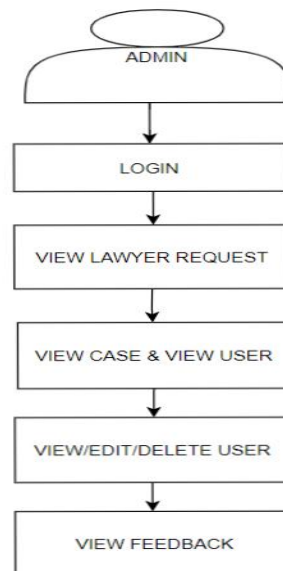 ADMIN
LOGIN
VIEW LAWYER REQUEST
VIEW CASE & VIEW USER
VIEW/EDIT/DELETE USER
VIEW FEEDBACK